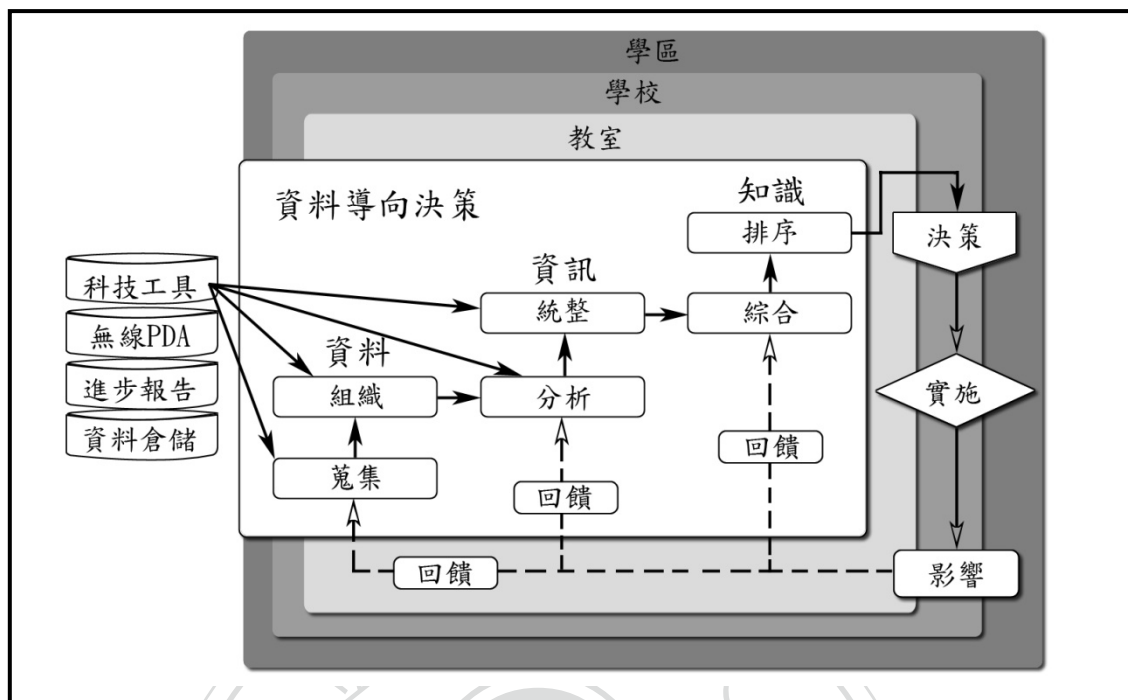 學區
學校
教室
資料導向決策
知識
排序
決策
資訊
科技工具
統整
綜合
無線PDA
資料
進步報告
組織
分析
實施
資料倉儲
回饋
蒐集
回饋
回饋
影響